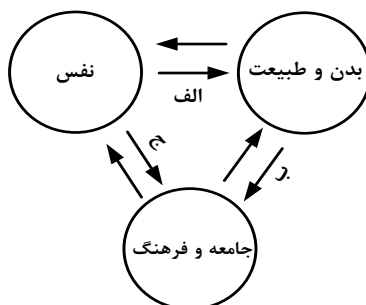 بدن و طبیعت
نفس
الف
ج
جامعه و فرهنگ